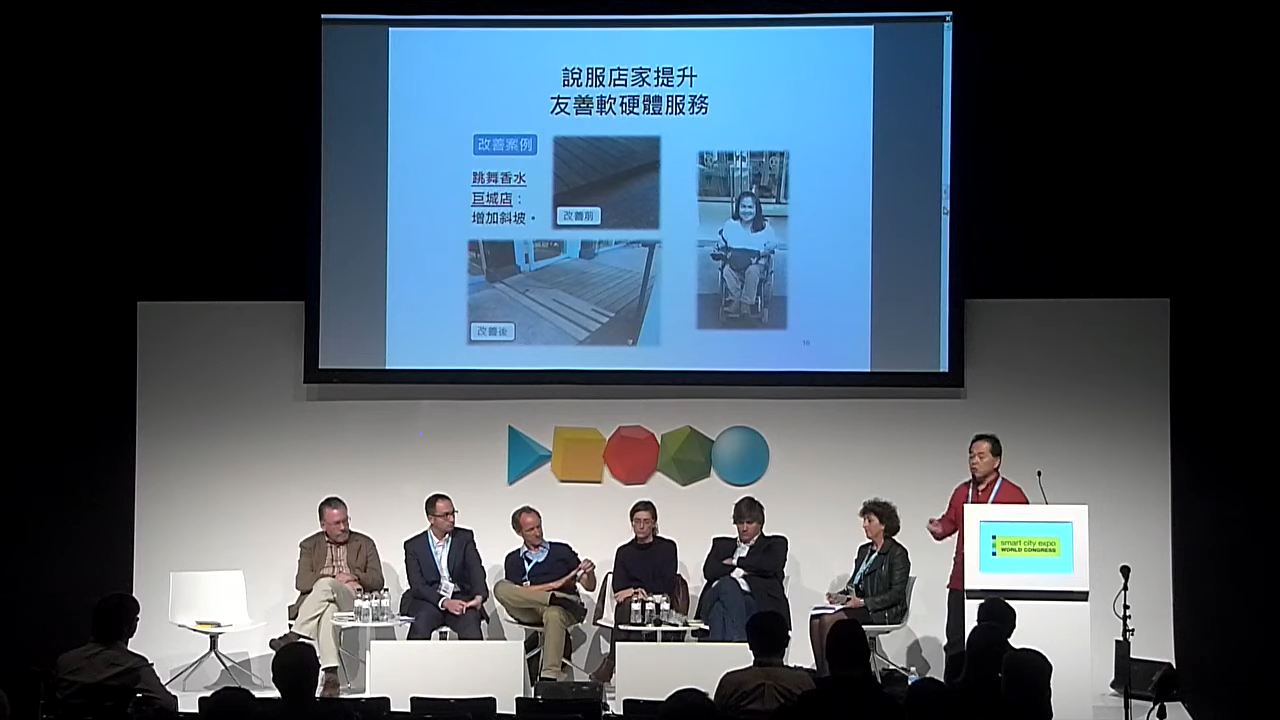 說服店家提升
友善軟硬體服務
改善案例
跳舞香水
巨城店：
增加斜坡。
改善前
改善後
16
smart city expo
WORLD CONGRESS